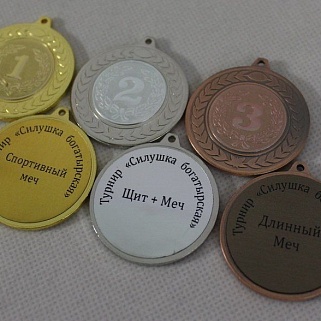 1
2
3
Турнир «Силушка богатырская»
Спортивный
меч
Турнир «Силушка богатырская»
Щит + Меч
Турнир «Силушка богатырская»
Длинный
Меч